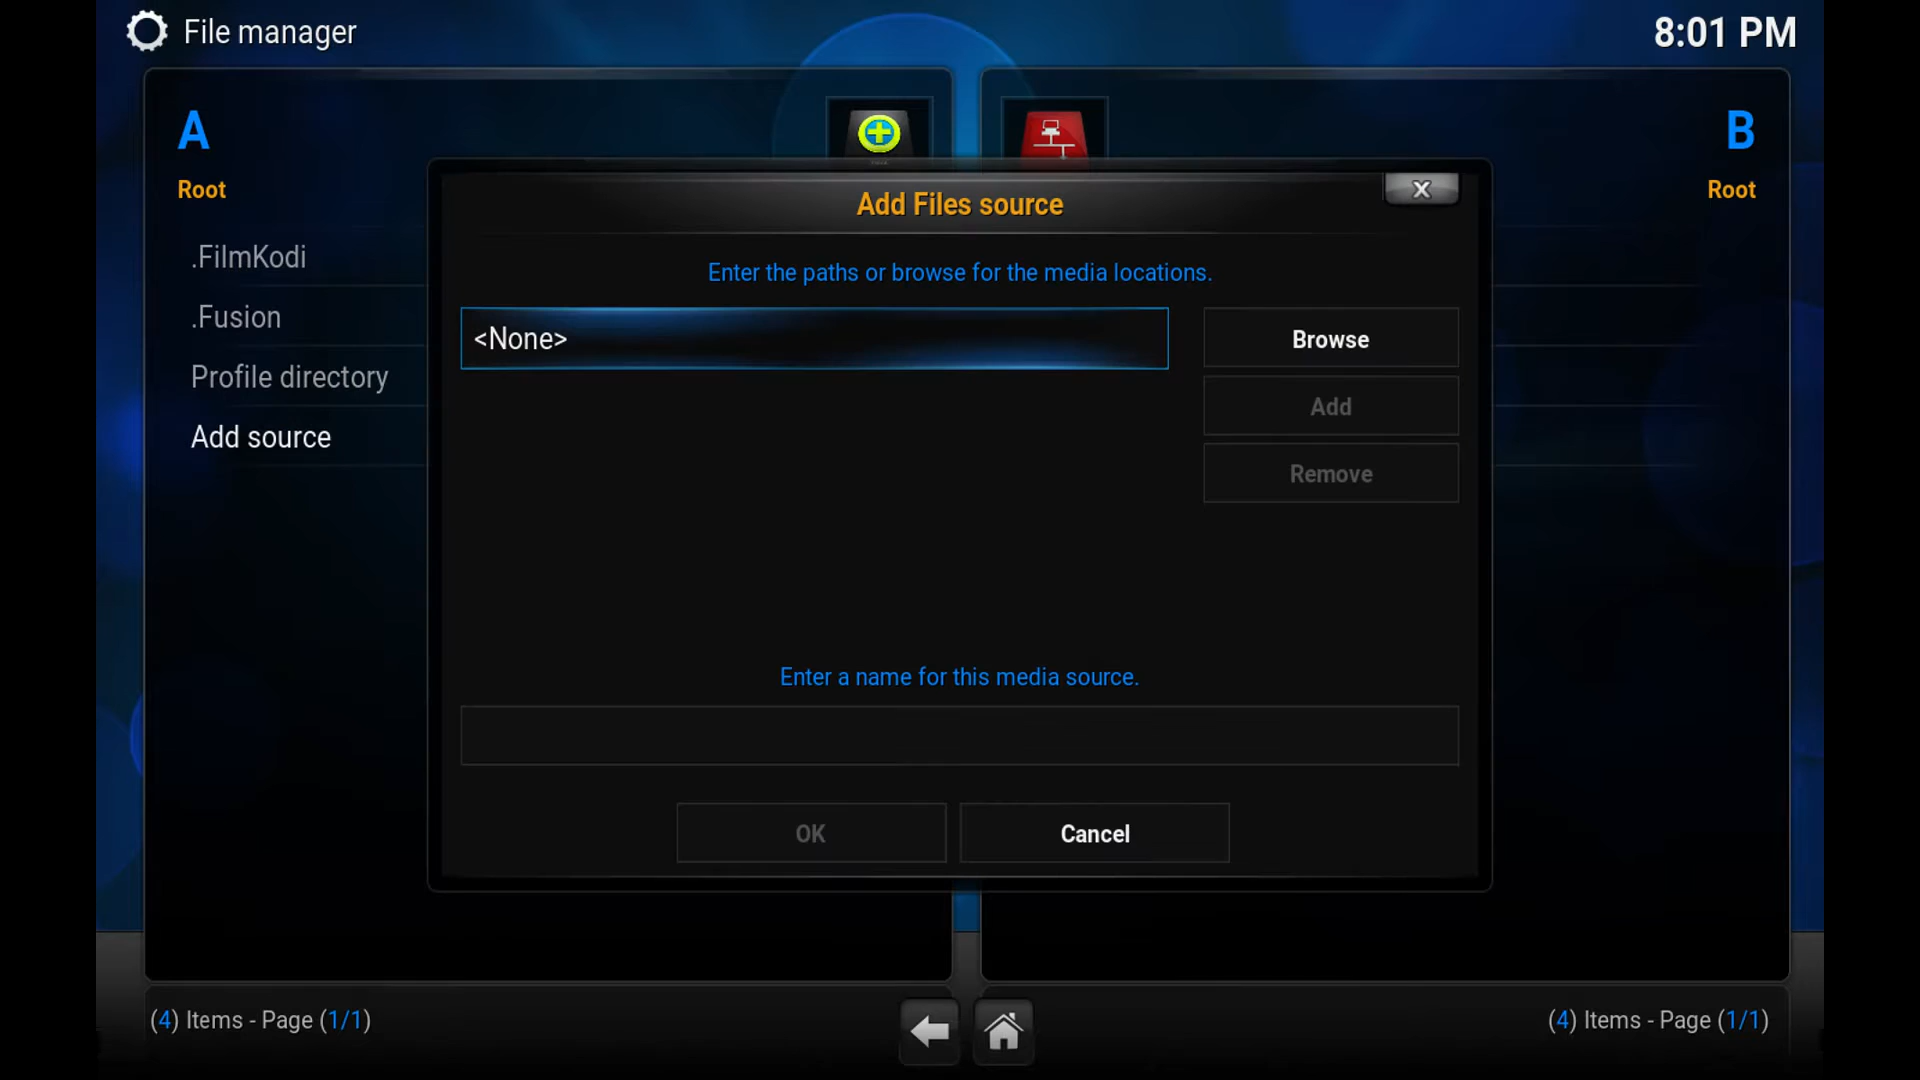 File manager
8:01 PM
A
B
Root
Root
.FilmKodi
.Fusion
Profile directory
Add source
Add Files source
X
Enter the paths or browse for the media locations.
<None>
Browse
Add
Remove
Enter a name for this media source.
OK
Cancel
(4) Items - Page (1/1)
(4) Items - Page (1/1)